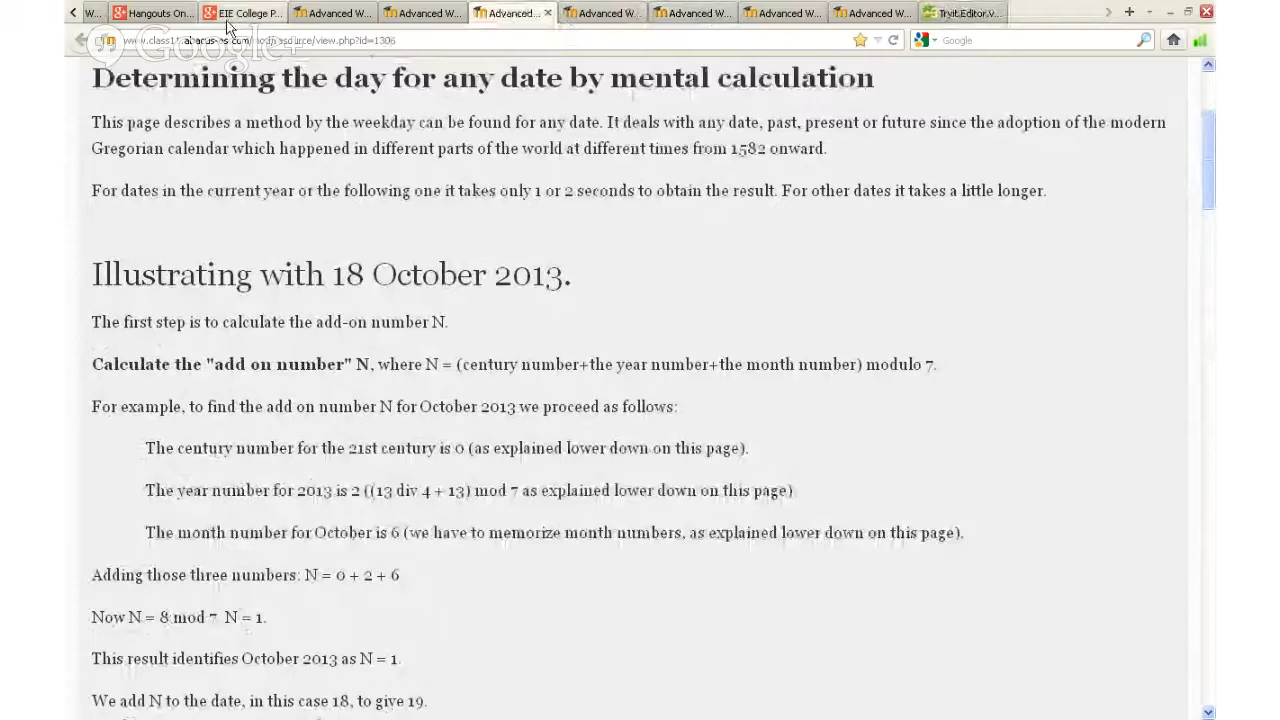 W...
Hangouts On...
EIE College P...
Advanced W...
Advanced W...
Advanced...
Advanced W...
Advanced W...
Advanced W...
Advanced W...
Tryit Editor v...
Google+
Google
Determining the day for any date by mental calculation
This page describes a method by the weekday can be found for any date. It deals with any date, past, present or future since the adoption of the modern
Gregorian calendar which happened in different parts of the world at different times from 1582 onward.
For dates in the current year or the following one it takes only 1 or 2 seconds to obtain the result. For other dates it takes a little longer.
Illustrating with 18 October 2013.
The first step is to calculate the add-on number N.
Calculate the "add on number" N, where N = (century number+the year number+the month number) modulo 7.
For example, to find the add on number N for October 2013 we proceed as follows:
The century number for the 21st century is 0 (as explained lower down on this page).
The year number for 2013 is 2 ((13 div 4 + 13) mod 7 as explained lower down on this page)
The month number for October is 6 (we have to memorize month numbers, as explained lower down on this page).
Adding those three numbers: N = 0 + 2 + 6
Now N = 8 mod 7 N = 1.
This result identifies October 2013 as N = 1.
We add N to the date, in this case 18, to give 19.